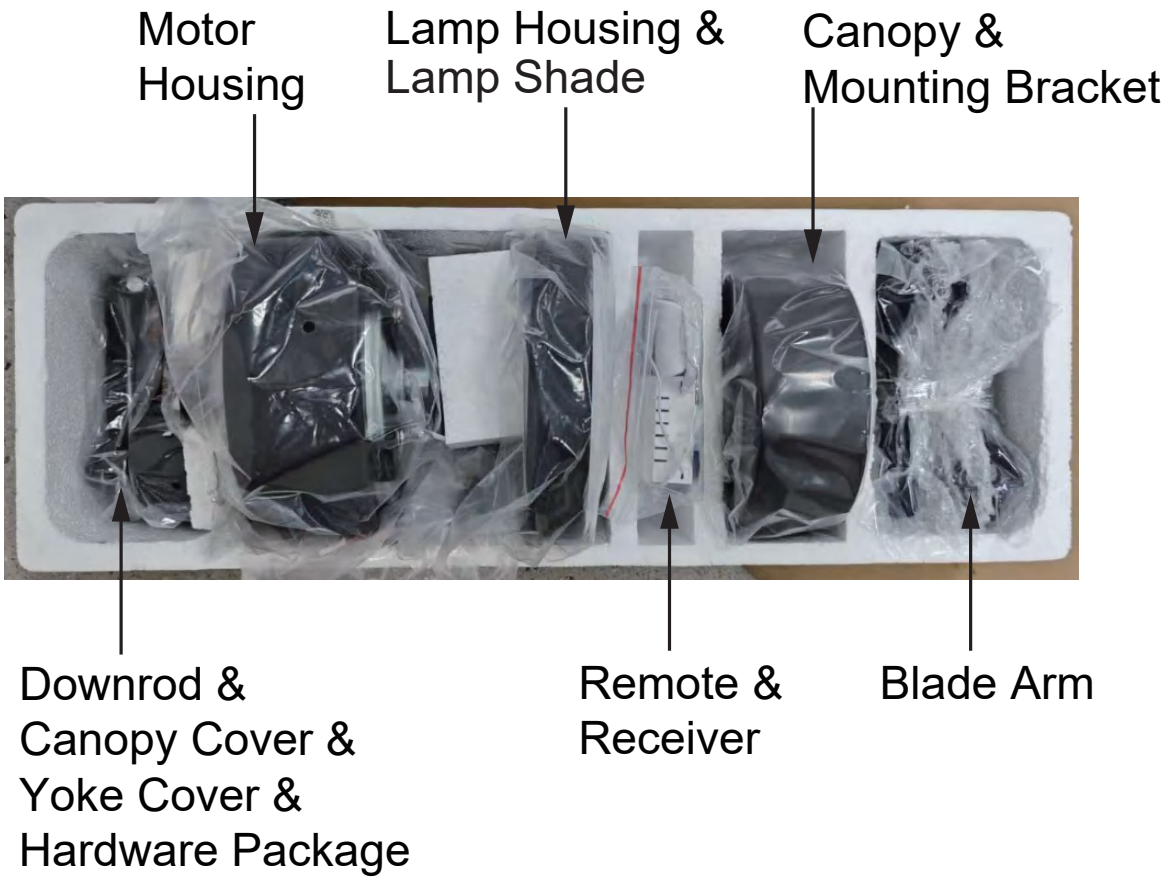 Motor
Housing
Lamp Housing &
Lamp Shade
Canopy &
Mounting Bracket
Downrod &
Canopy Cover &
Yoke Cover &
Hardware Package
Remote &
Receiver
Blade Arm